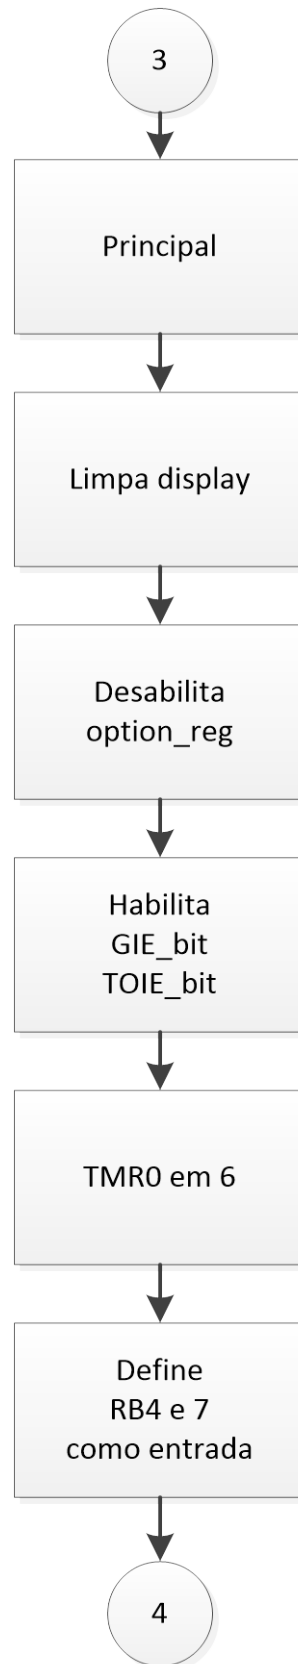 3
Principal
Limpa display
Desabilita
option_reg
Habilita
GIE_bit
TOIE_bit
TMR0 em 6
Define
RB4 e 7
como entrada
4